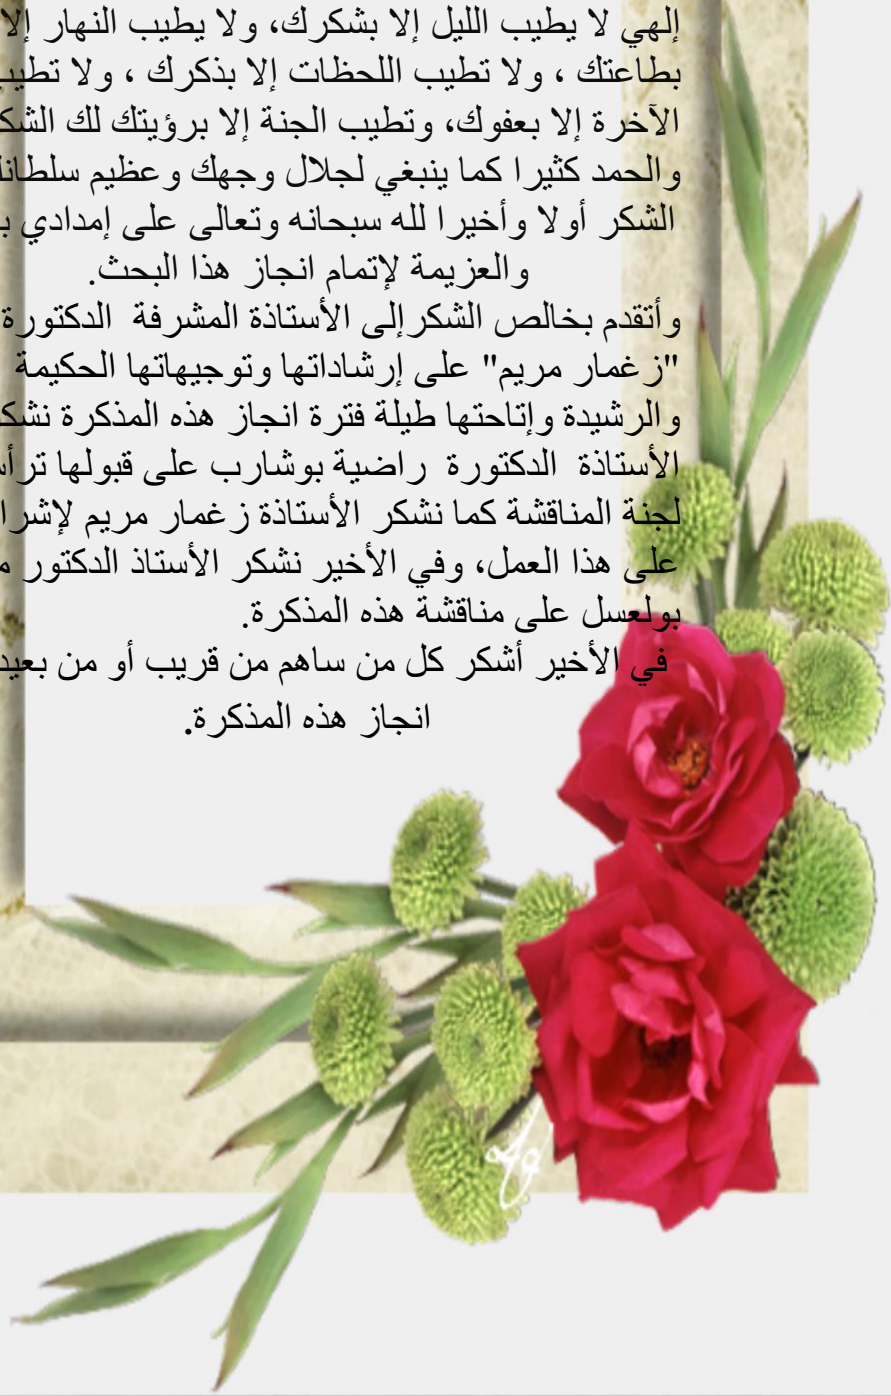 إلهي لا يطيب الليل إلا بشكرك، ولا يطيب النهار إلا
بطاعتك ، ولا تطيب اللحظات إلا بذكرك ، ولا تطيب
الآخرة إلا بعفوك، وتطيب الجنة إلا برؤيتك لك الشكر
والحمد كثيرا كما ينبغي لجلال وجهك وعظيم سلطانك
الشكر أولا وأخيرا لله سبحانه وتعالى على إمدادي
والعزيمة لإتمام انجاز هذا البحث.
وأتقدم بخالص الشكرإلى الأستاذة المشرفة الدكتورة
"زغمار مريم" على إرشاداتها وتوجيهاتها الحكيمة
والرشيدة وإتاحتها طيلة فترة انجاز هذه المذكرة نشكر
الأستاذة الدكتورة راضية بوشارب على قبولها
لجنة المناقشة كما نشكر الأستاذة زغمار مريم
على هذا العمل، وفي الأخير نشكر الأستاذ الدكتور
بولعسل على مناقشة هذه المذكرة.
في الأخير أشكر كل من ساهم من قريب أو من بعيد
انجاز هذه المذكرة.